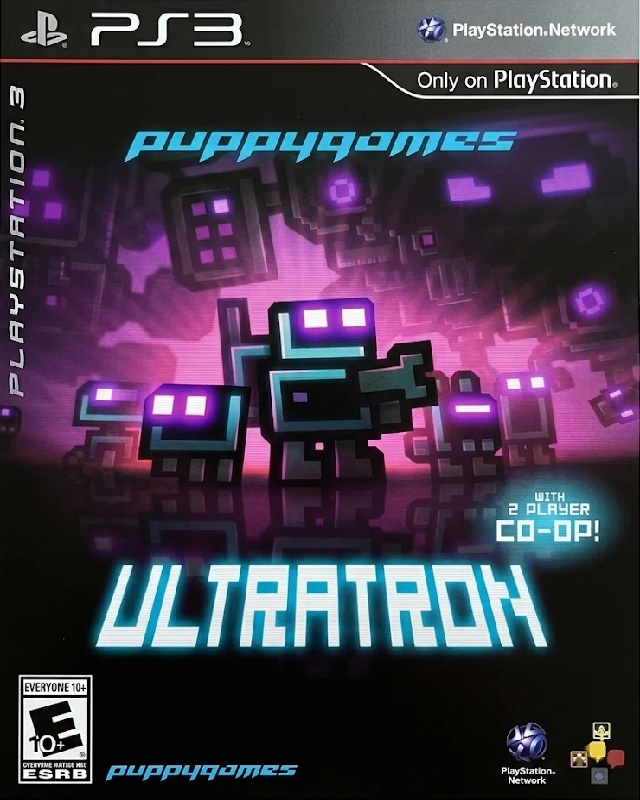 PS3
PlayStation Network
Only on PlayStation
PLAYSTATION 3
puppygames
WITH
2 PLAYER
CO-OP!
ULTRATRON
EVERYONE 10+
E
10+
ESRB
puppygames
PlayStation
Network